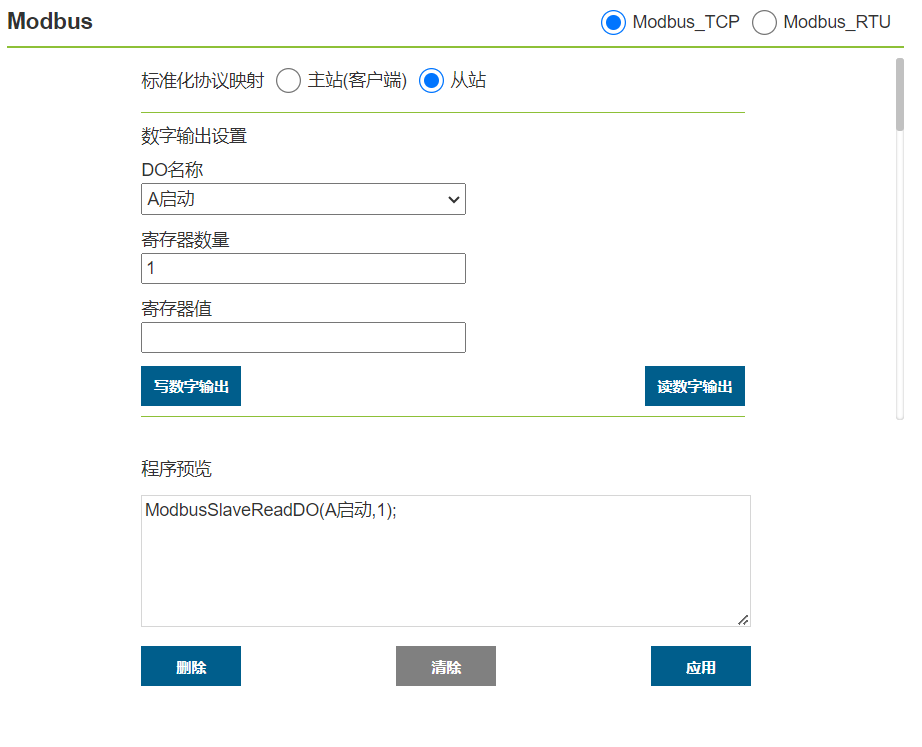 Modbus
Modbus_TCP Modbus_RTU
标准化协议映射 主站(客户端) 从站
数字输出设置
DO名称
A启动
寄存器数量
1
寄存器值
写数字输出 读数字输出
程序预览
ModbusSlaveReadDO(A启动,1);
删除 清除 应用